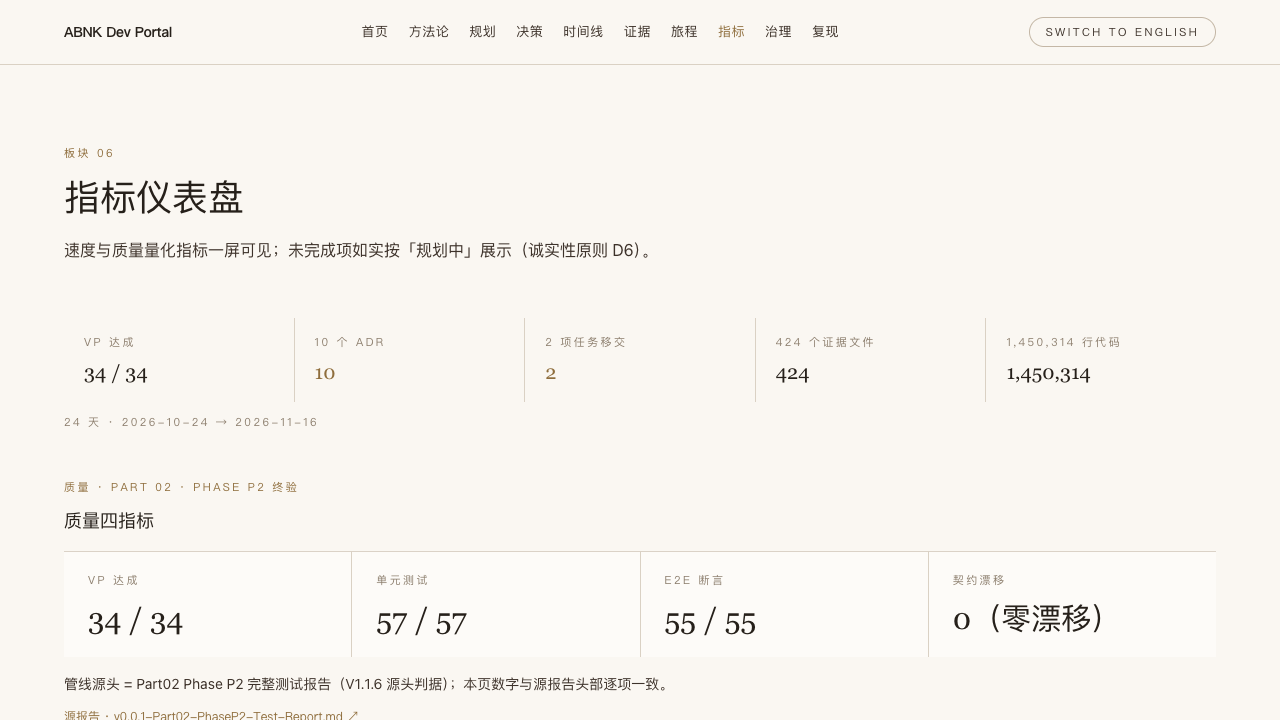 ABNK Dev Portal
首页 方法论 规划 决策 时间线 证据 旅程 指标 治理 复现
SWITCH TO ENGLISH
板块 06
指标仪表盘
速度与质量量化指标一屏可见；未完成项如实按「规划中」展示（诚实性原则 D6）。
VP 达成
34 / 34
10 个 ADR
10
2 项任务移交
2
424 个证据文件
424
1,450,314 行代码
1,450,314
24 天 · 2026-10-24 → 2026-11-16
质量 · PART 02 · PHASE P2 终验
质量四指标
VP 达成
34 / 34
单元测试
57 / 57
E2E 断言
55 / 55
契约漂移
0（零漂移）
管线源头 = Part02 Phase P2 完整测试报告（V1.1.6 源头判据）；本页数字与源报告头部逐项一致。
源报告 · v0.0.1-Part02-PhaseP2-Test-Report.md ↗